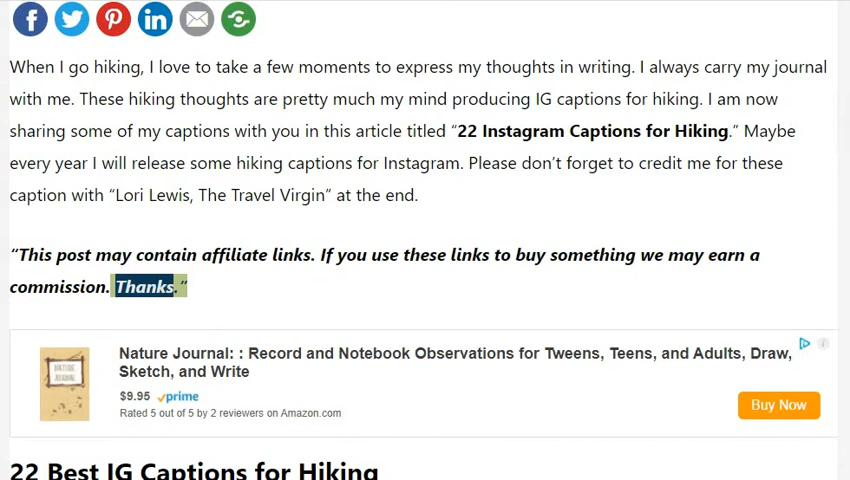 When I go hiking, I love to take a few moments to express my thoughts in writing. I always carry my journal
with me. These hiking thoughts are pretty much my mind producing IG captions for hiking. I am now
sharing some of my captions with you in this article titled “22 Instagram Captions for Hiking.” Maybe
every year I will release some hiking captions for Instagram. Please don’t forget to credit me for these
caption with “Lori Lewis, The Travel Virgin” at the end.
“This post may contain affiliate links. If you use these links to buy something we may earn a
commission. Thanks.”
Nature Journal: : Record and Notebook Observations for Tweens, Teens, and Adults, Draw,
Sketch, and Write
NATURE
JOURNAL
$9.95 prime
Rated 5 out of 5 by 2 reviewers on Amazon.com
Buy Now
22 Best IG Captions for Hiking